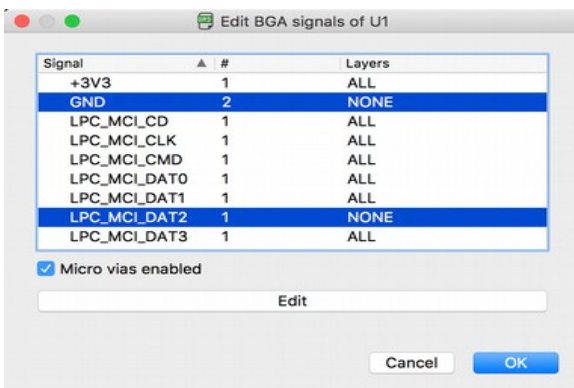 Edit BGA signals of U1
Signal # Layers
+3V3 1 ALL
GND 2 NONE
LPC_MCI_CD 1 ALL
LPC_MCI_CLK 1 ALL
LPC_MCI_CMD 1 ALL
LPC_MCI_DAT0 1 ALL
LPC_MCI_DAT1 1 ALL
LPC_MCI_DAT2 1 NONE
LPC_MCI_DAT3 1 ALL
Micro vias enabled
Edit
Cancel OK